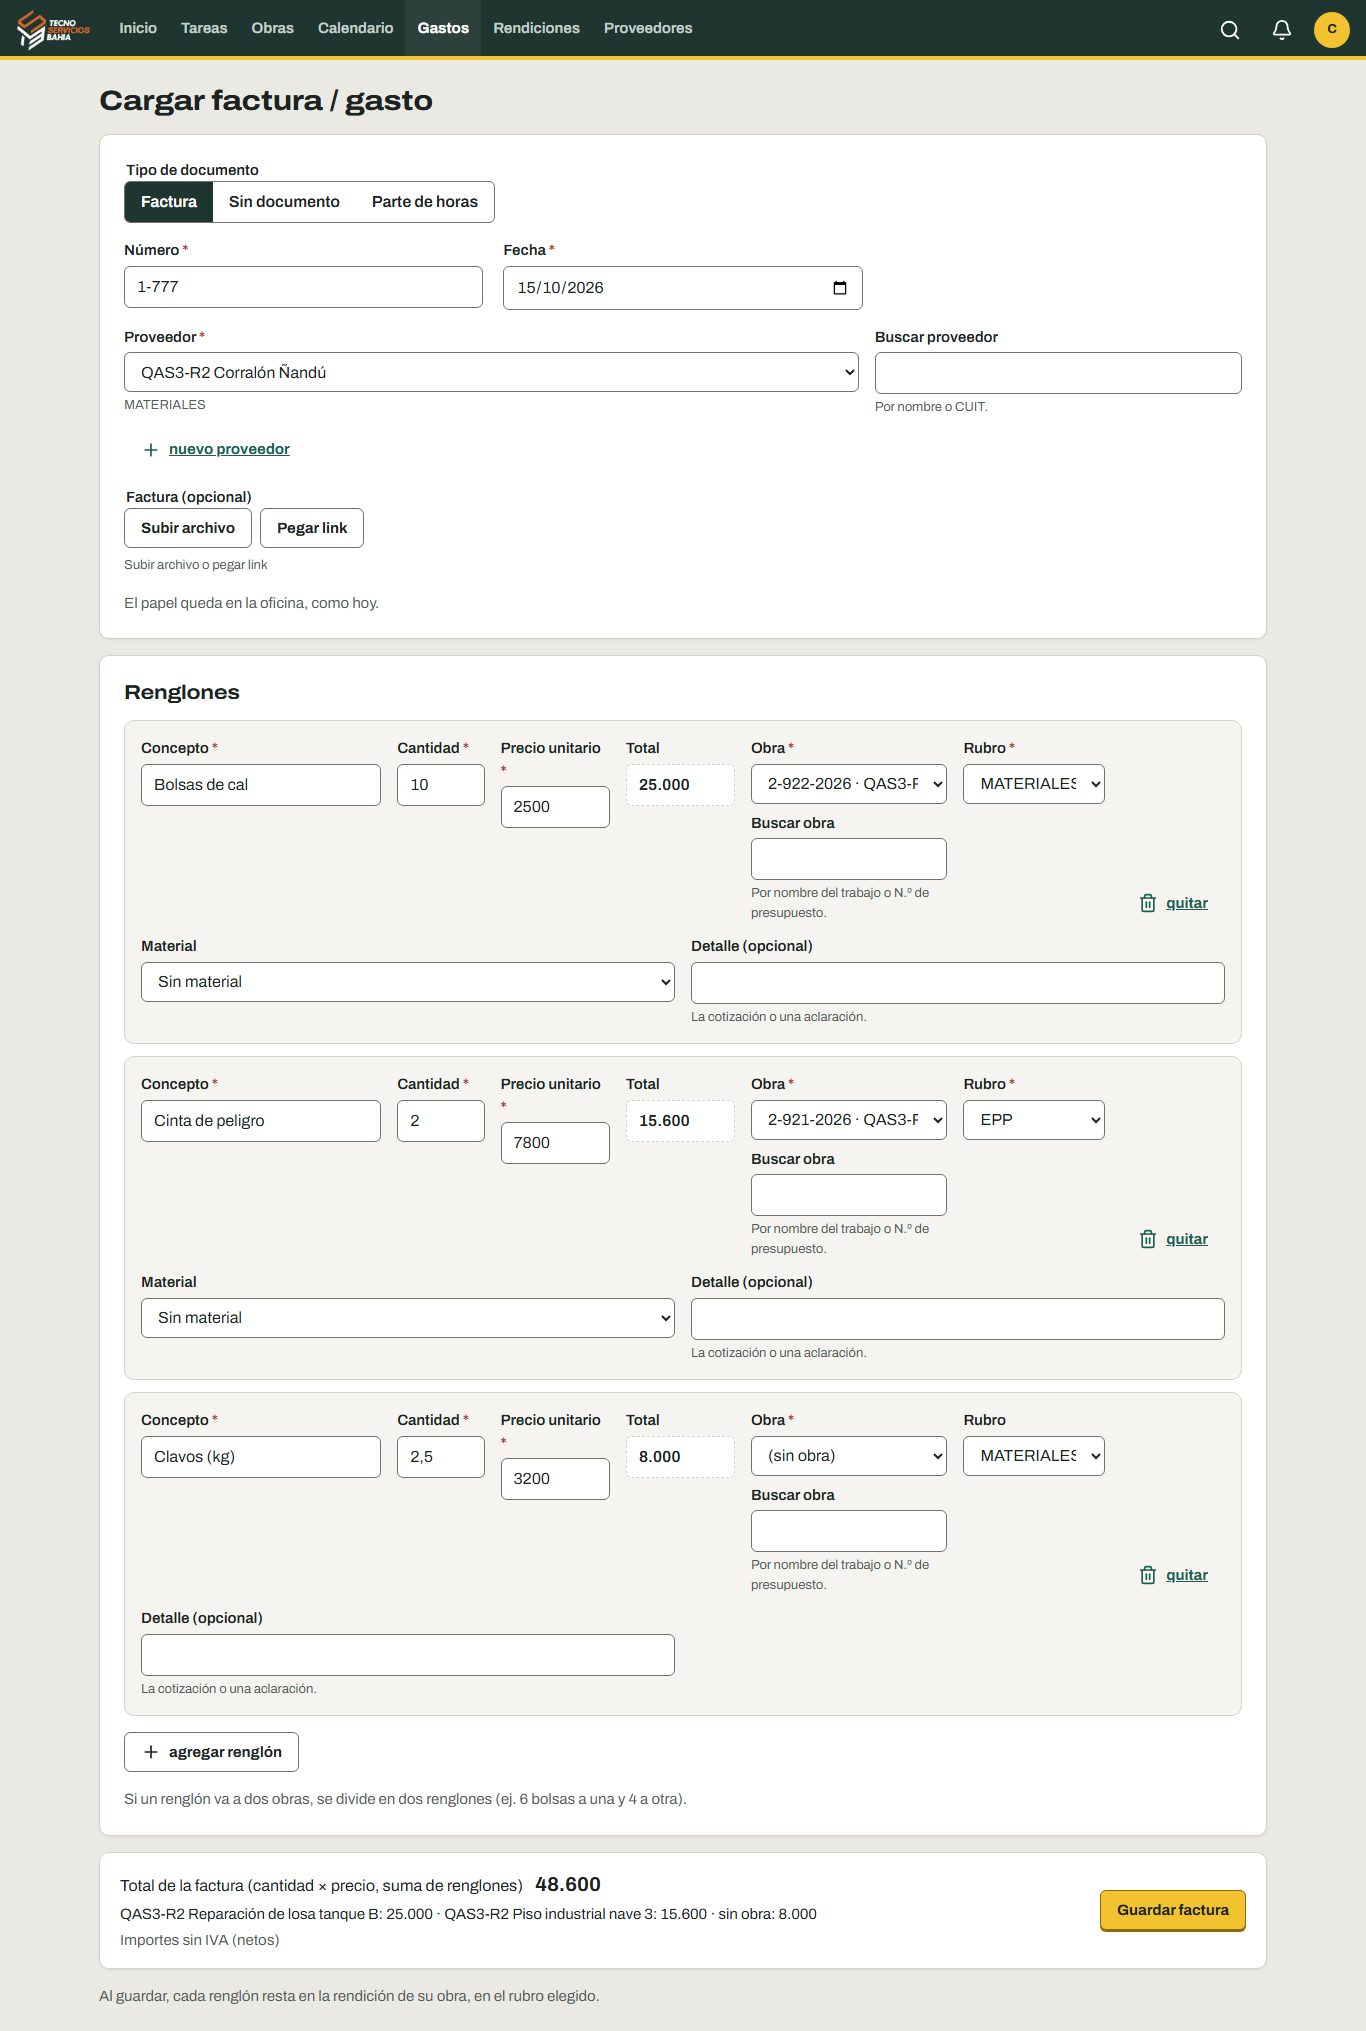 TECNO
SERVICIOS
BAHIA
Inicio
Tareas
Obras
Calendario
Gastos
Rendiciones
Proveedores
C
Cargar factura / gasto
Tipo de documento
Factura
Sin documento
Parte de horas
Número *
Fecha *
1-777
15/10/2026
Proveedor *
Buscar proveedor
QAS3-R2 Corralón Ñandú
MATERIALES
Por nombre o CUIT.
nuevo proveedor
Factura (opcional)
Subir archivo
Pegar link
Subir archivo o pegar link
El papel queda en la oficina, como hoy.
Renglones
Concepto *
Cantidad *
Precio unitario *
Total
Obra *
Rubro *
Bolsas de cal
10
2500
25.000
2-922-2026 · QAS3-F
MATERIALES
Buscar obra
Por nombre del trabajo o N.º de
presupuesto.
quitar
Material
Detalle (opcional)
Sin material
La cotización o una aclaración.
Concepto *
Cantidad *
Precio unitario *
Total
Obra *
Rubro *
Cinta de peligro
2
7800
15.600
2-921-2026 · QAS3-F
EPP
Buscar obra
Por nombre del trabajo o N.º de
presupuesto.
quitar
Material
Detalle (opcional)
Sin material
La cotización o una aclaración.
Concepto *
Cantidad *
Precio unitario *
Total
Obra *
Rubro
Clavos (kg)
2,5
3200
8.000
(sin obra)
MATERIALES
Buscar obra
Por nombre del trabajo o N.º de
presupuesto.
quitar
Detalle (opcional)
La cotización o una aclaración.
agregar renglón
Si un renglón va a dos obras, se divide en dos renglones (ej. 6 bolsas a una y 4 a otra).
Total de la factura (cantidad × precio, suma de renglones) 48.600
QAS3-R2 Reparación de losa tanque B: 25.000 · QAS3-R2 Piso industrial nave 3: 15.600 · sin obra: 8.000
Importes sin IVA (netos)
Guardar factura
Al guardar, cada renglón resta en la rendición de su obra, en el rubro elegido.